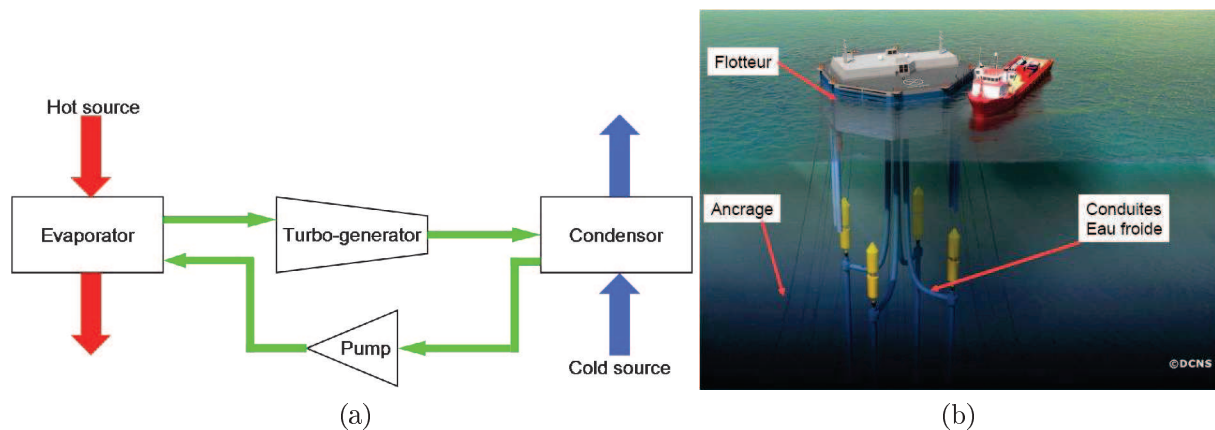 Hot source
Evaporator
Turbo-generator
Condensor
Pump
Cold source
(a)
Flotteur
Ancrage
Conduites
Eau froide
©DCNS
(b)